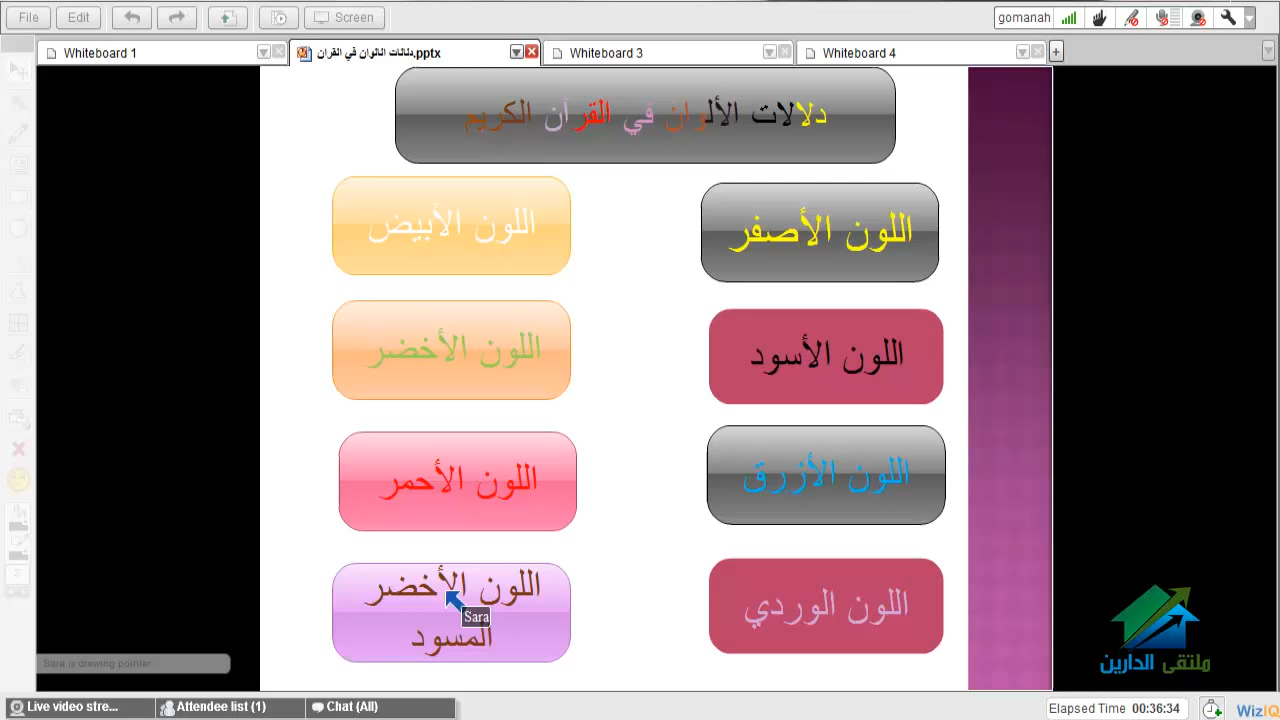 File
Edit
Screen
gomanah
Whiteboard 1
دلالات الالوان في القران.pptx
Whiteboard 3
Whiteboard 4
دلالات الألوان في القرآن الكريم
اللون الأصفر
اللون الأبيض
اللون الأسود
اللون الأخضر
اللون الأزرق
اللون الأحمر
اللون الوردي
اللون الأخضر
المسود
Sara
Sara is drawing pointer
ملتقى الدارين
Live video stre...
Attendee list (1)
Chat (All)
Elapsed Time 00:36:34
WizIQ